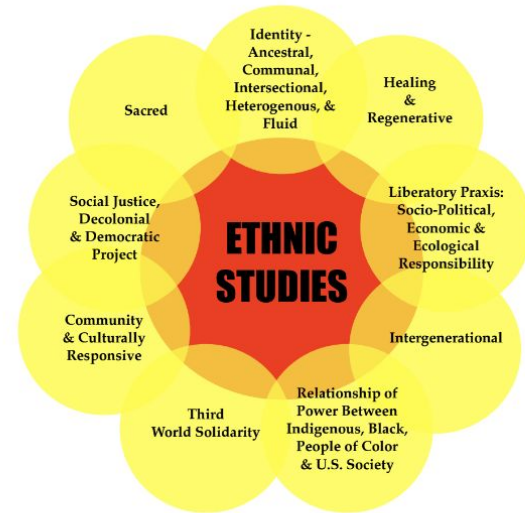 Identity -
Ancestral,
Communal,
Intersectional,
Heterogenous, &
Fluid
Healing
&
Regenerative
Liberatory Praxis:
Socio-Political,
Economic &
Ecological
Responsibility
Intergenerational
Relationship of
Power Between
Indigenous, Black,
People of Color
& U.S. Society
Third
World Solidarity
Community
& Culturally
Responsive
Social Justice,
Decolonial
& Democratic
Project
Sacred
ETHNIC
STUDIES